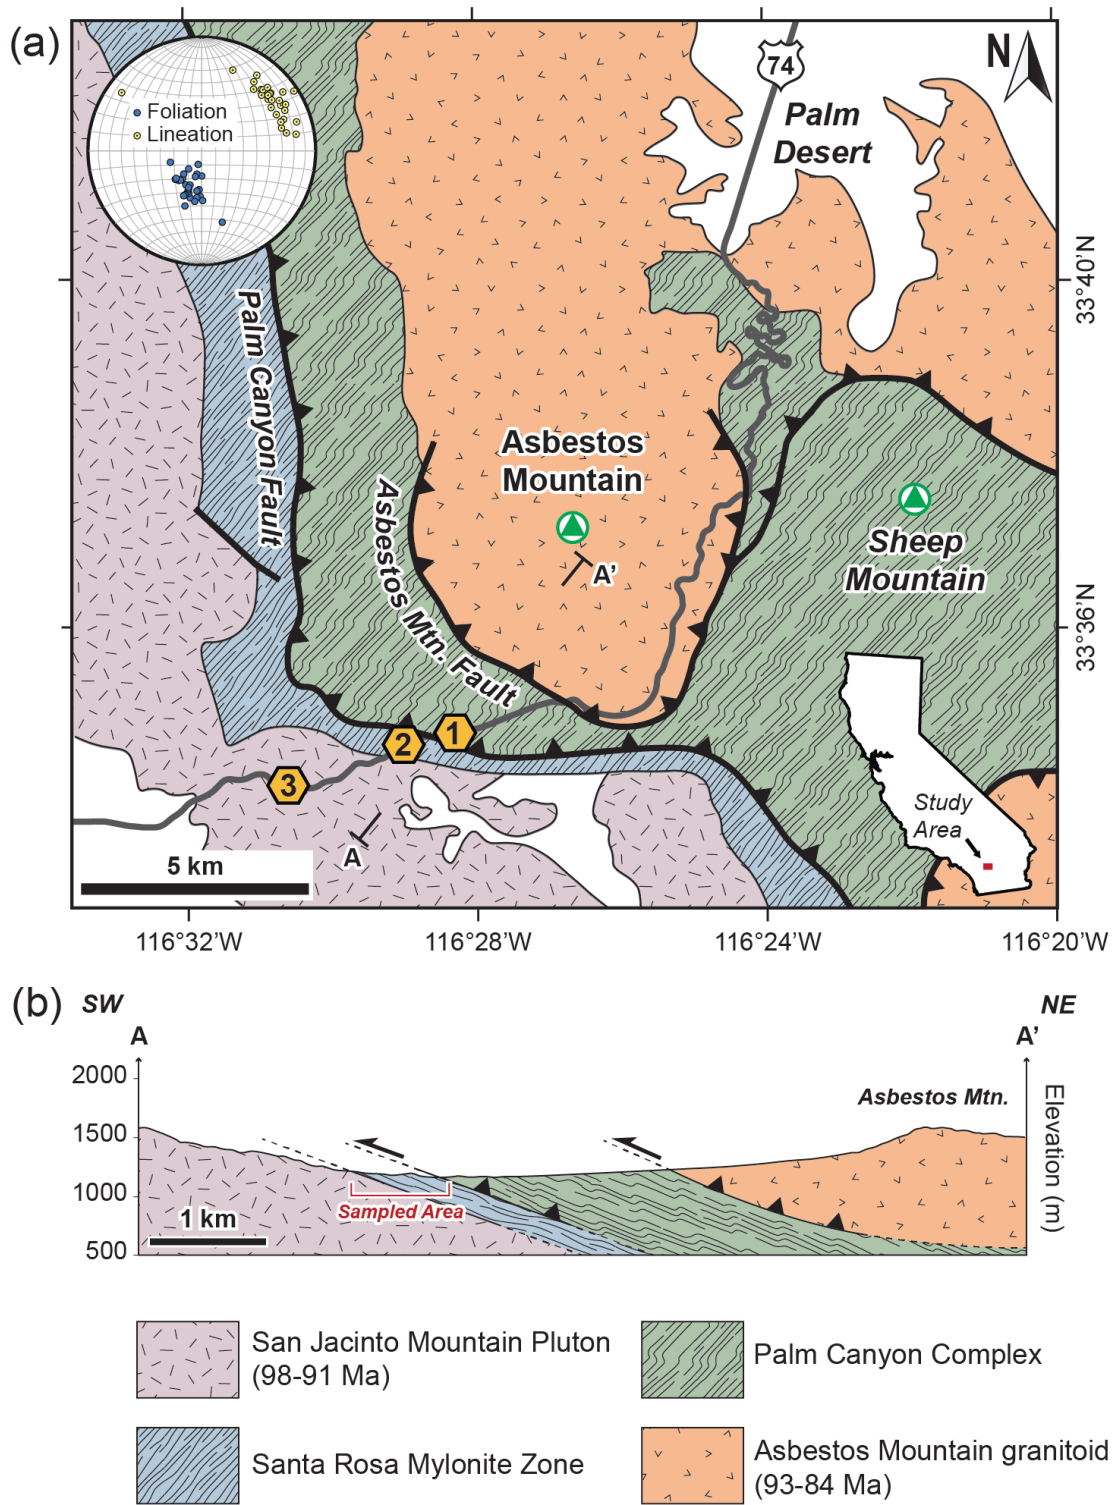 (a)
N
74
Palm
Desert
Foliation
Lineation
33°40'N
Palm Canyon Fault
Asbestos
Mountain
Asbestos Mtn. Fault
A'
Sheep
Mountain
33°36'N
1
2
3
A
Study
Area
5 km
116°32'W
116°28'W
116°24'W
116°20'W
(b)
SW
NE
A
A'
2000
1500
1000
500
Asbestos Mtn.
Elevation (m)
Sampled Area
1 km
San Jacinto Mountain Pluton
(98-91 Ma)
Palm Canyon Complex
Santa Rosa Mylonite Zone
Asbestos Mountain granitoid
(93-84 Ma)